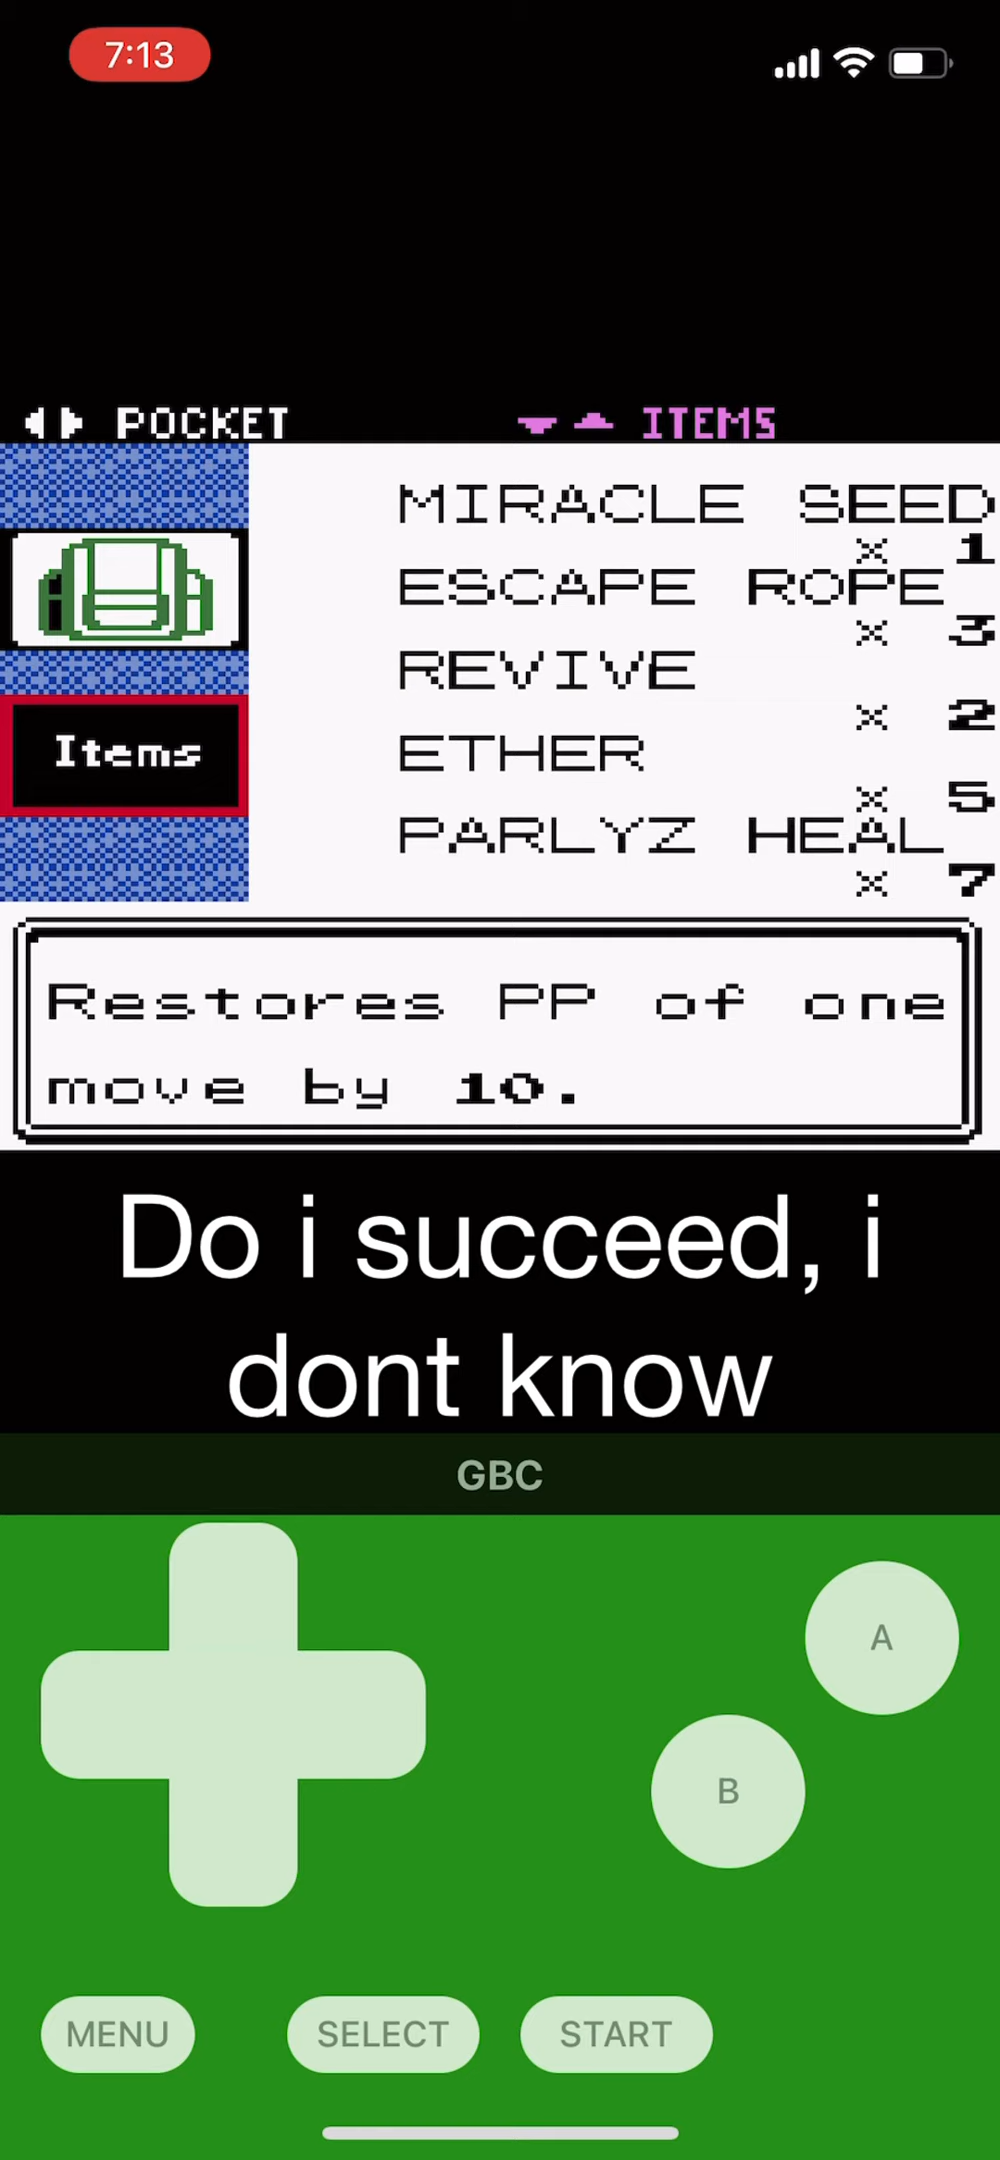 7:13
POCKET ITEMS
MIRACLE SEED
× 1
ESCAPE ROPE
× 3
REVIVE
× 2
ETHER
× 5
PARLYZ HEAL
× 7
Items
Restores PP of one
move by 10.
Do i succeed, i
dont know
GBC
A
B
MENU SELECT START